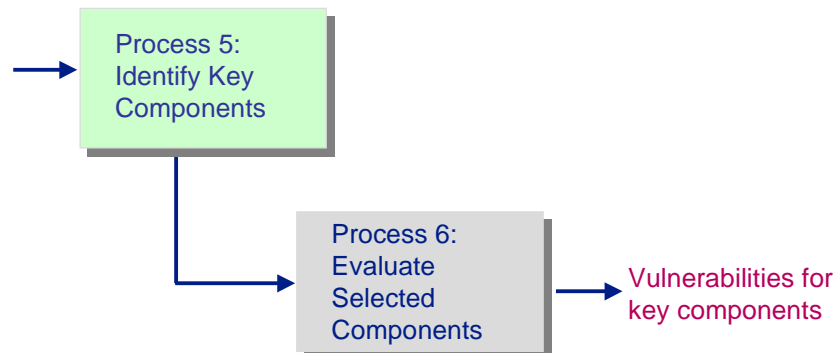 Process 5:
Identify Key
Components
Process 6:
Evaluate
Selected
Components
Vulnerabilities for
key components